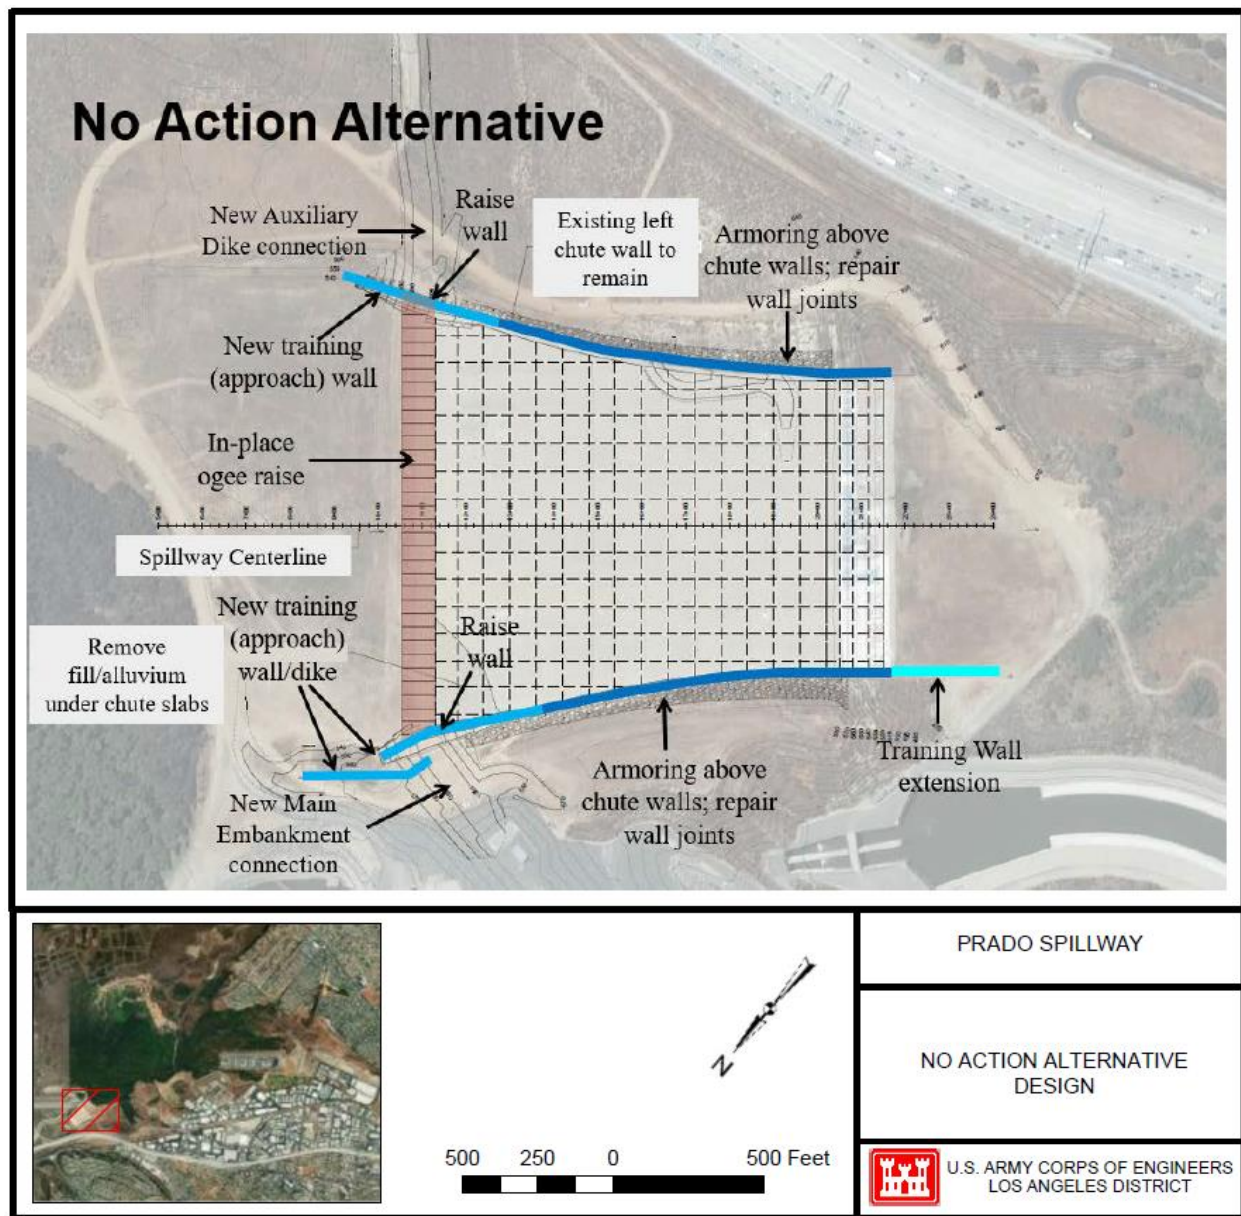 No Action Alternative
New Auxiliary
Dike connection
Raise
wall
Existing left
chute wall to
remain
Armoring above
chute walls; repair
wall joints
New training
(approach) wall
In-place
ogee raise
Spillway Centerline
New training
(approach)
wall/dike
Remove
fill/alluvium
under chute slabs
Raise
wall
New Main
Embankment
connection
Armoring above
chute walls; repair
wall joints
Training Wall
extension
N
500 250 0 500 Feet
PRADO SPILLWAY
NO ACTION ALTERNATIVE
DESIGN
U.S. ARMY CORPS OF ENGINEERS
LOS ANGELES DISTRICT